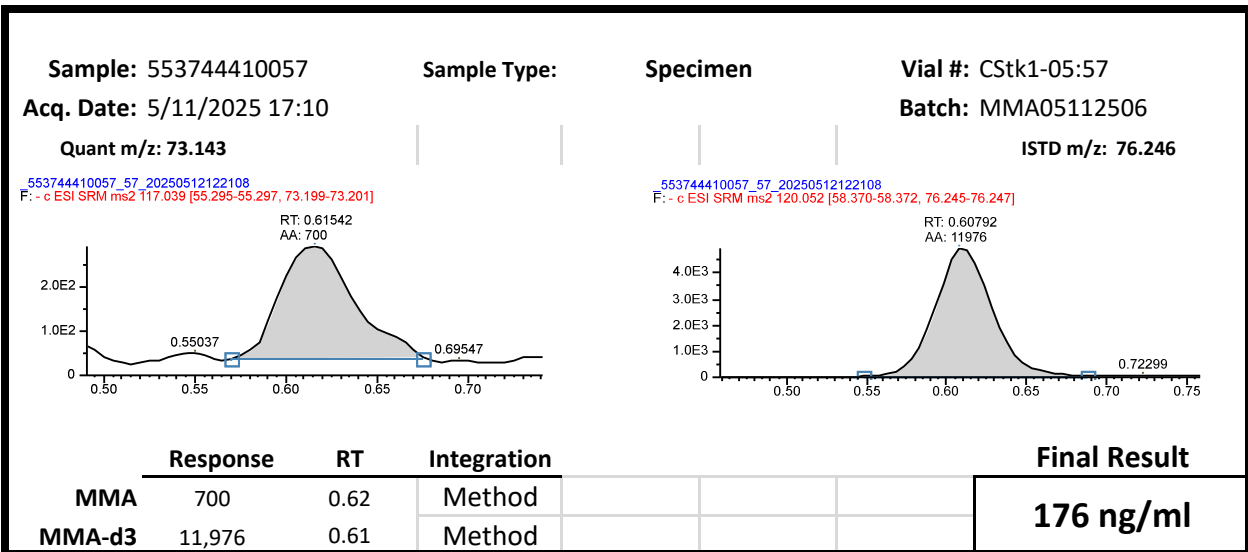 Sample: 553744410057 Sample Type: Specimen Vial #: CStk1-05:57
Acq. Date: 5/11/2025 17:10 Batch: MMA05112506
Quant m/z: 73.143 ISTD m/z: 76.246
_553744410057_57_20250512122108
F: - c ESI SRM ms2 117.039 [55.295-55.297, 73.199-73.201]
RT: 0.61542
AA: 700
2.0E2
1.0E2
0
0.55037
0.69547
0.50 0.55 0.60 0.65 0.70
_553744410057_57_20250512122108
F: - c ESI SRM ms2 120.052 [58.370-58.372, 76.245-76.247]
RT: 0.60792
AA: 11976
4.0E3
3.0E3
2.0E3
1.0E3
0
0.72299
0.50 0.55 0.60 0.65 0.70 0.75
Response RT Integration Final Result
MMA 700 0.62 Method
176 ng/ml
MMA-d3 11,976 0.61 Method